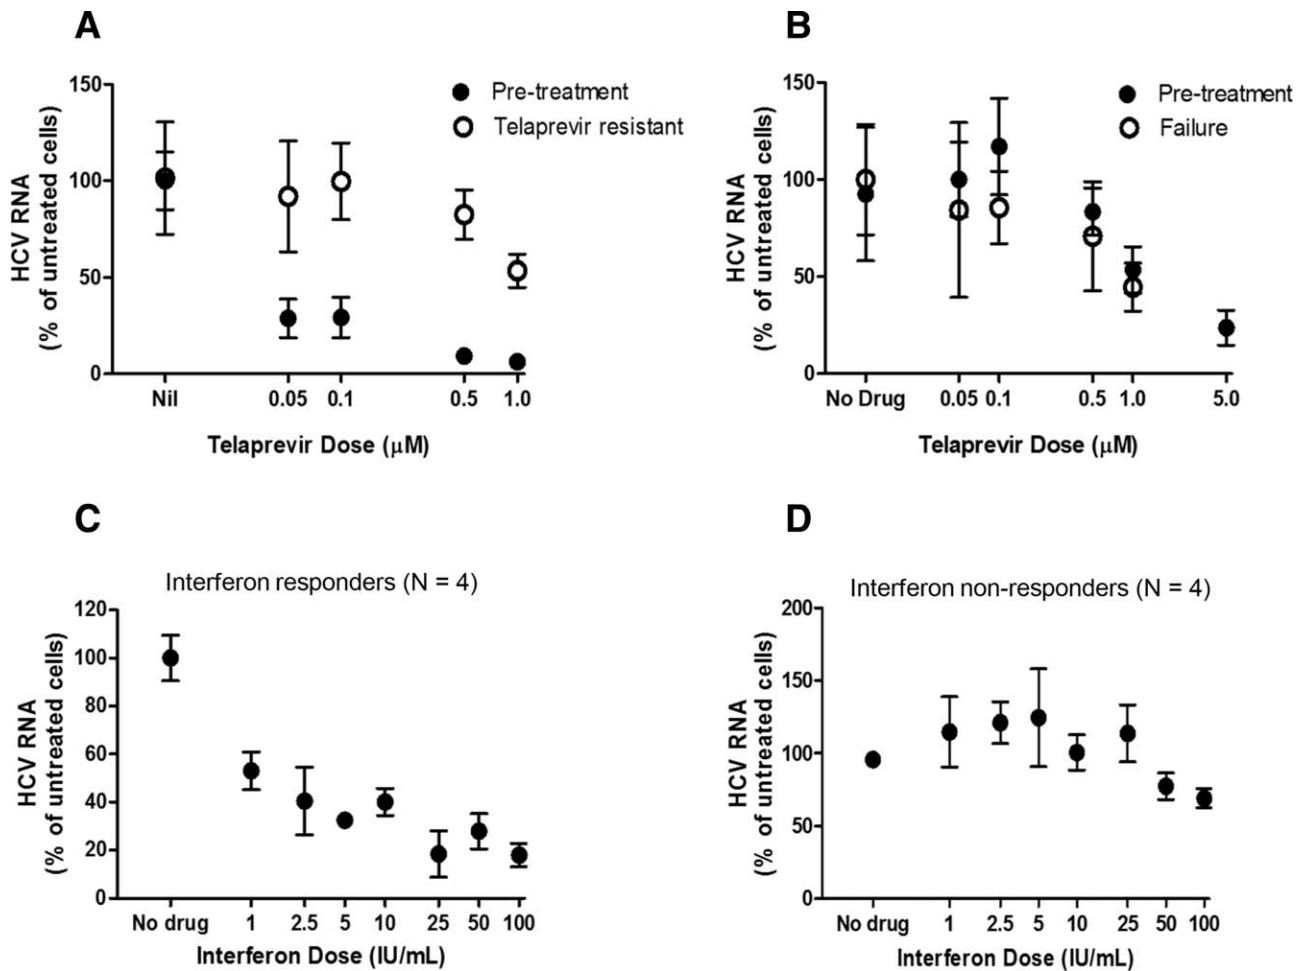 A
150
100
50
0
HCV RNA
(% of untreated cells)
Pre-treatment
Telaprevir resistant
Nil 0.05 0.1 0.5 1.0
Telaprevir Dose (μM)
B
150
100
50
0
HCV RNA
(% of untreated cells)
Pre-treatment
Failure
No Drug 0.05 0.1 0.5 1.0 5.0
Telaprevir Dose (μM)
C
Interferon responders (N = 4)
120
100
80
60
40
20
0
HCV RNA
(% of untreated cells)
No drug 1 2.5 5 10 25 50 100
Interferon Dose (IU/mL)
D
Interferon non-responders (N = 4)
200
150
100
50
0
HCV RNA
(% of untreated cells)
No drug 1 2.5 5 10 25 50 100
Interferon Dose (IU/mL)